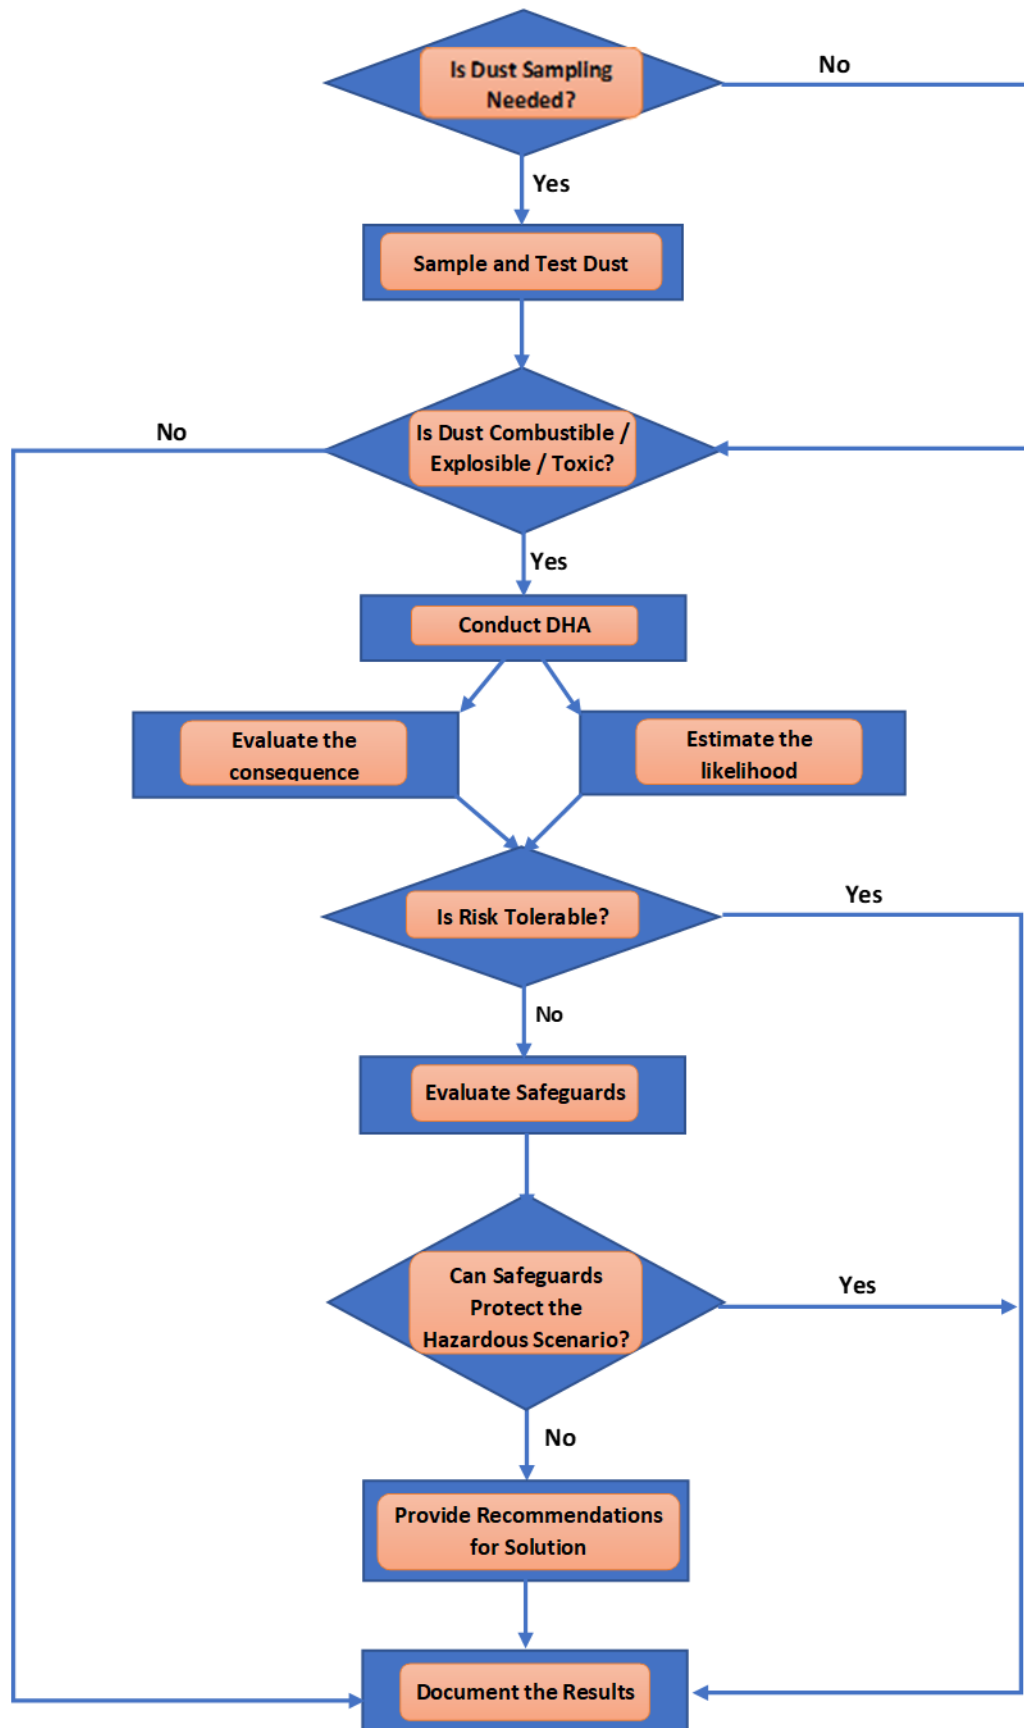 Is Dust Sampling
Needed?
No
Yes
Sample and Test Dust
No
Is Dust Combustible /
Explosible / Toxic?
Yes
Conduct DHA
Evaluate the
consequence
Estimate the
likelihood
Is Risk Tolerable?
Yes
No
Evaluate Safeguards
Can Safeguards
Protect the
Hazardous Scenario?
Yes
No
Provide Recommendations
for Solution
Document the Results